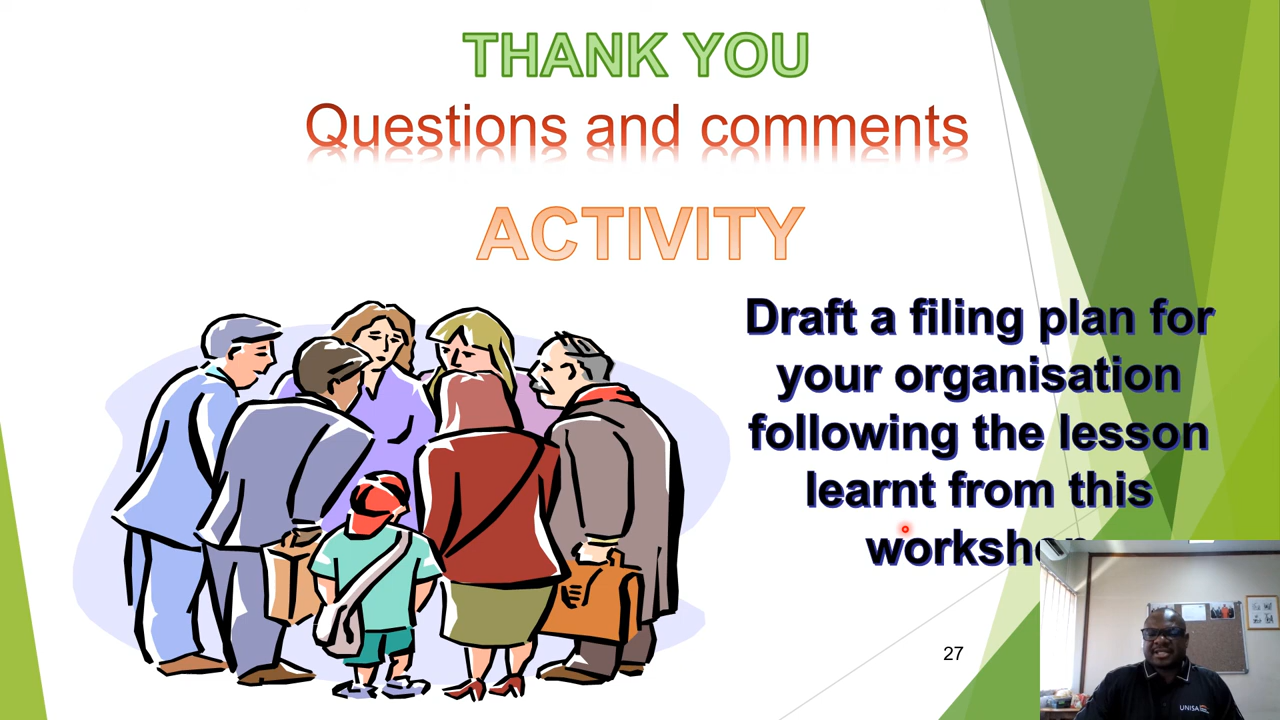 THANK YOU
Questions and comments
ACTIVITY
Draft a filing plan for
your organisation
following the lesson
learnt from this
27
UNISA